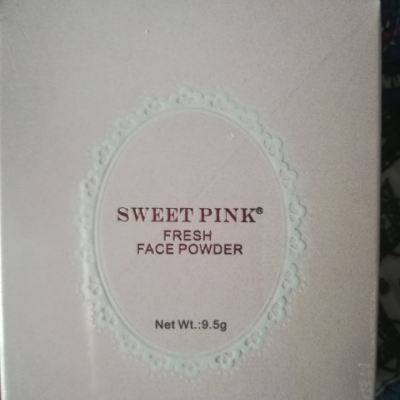 SWEET PINK®
FRESH
FACE POWDER
Net Wt.:9.5g